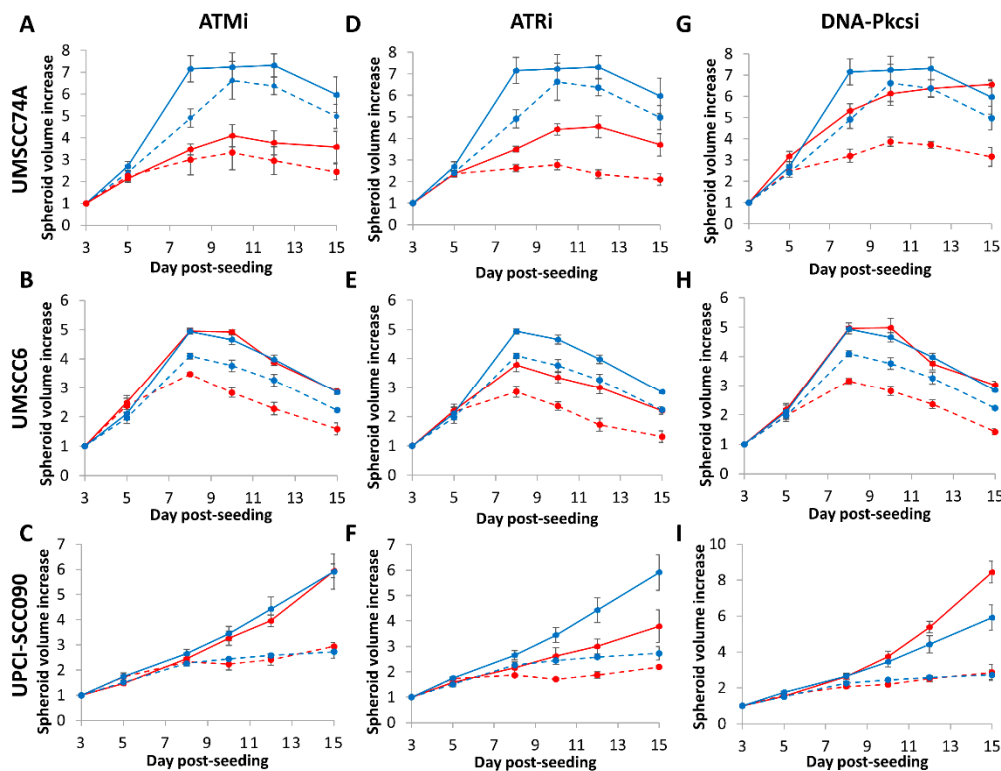 ATMi ATRi DNA-Pkcsi
A D G
UMSCC74A
Spheroid volume increase
8
7
6
5
4
3
2
1
0
3 5 7 9 11 13 15
Day post-seeding
Spheroid volume increase
8
7
6
5
4
3
2
1
0
3 5 7 9 11 13 15
Day post-seeding
Spheroid volume increase
8
7
6
5
4
3
2
1
0
3 5 7 9 11 13 15
Day post-seeding
B E H
UMSCC6
Spheroid volume increase
6
5
4
3
2
1
0
3 5 7 9 11 13 15
Day post-seeding
Spheroid volume increase
6
5
4
3
2
1
0
3 5 7 9 11 13 15
Day post-seeding
Spheroid volume increase
6
5
4
3
2
1
0
3 5 7 9 11 13 15
Day post-seeding
C F I
UPCI-SCC090
Spheroid volume increase
7
6
5
4
3
2
1
0
3 5 7 9 11 13 15
Day post-seeding
Spheroid volume increase
7
6
5
4
3
2
1
0
3 5 7 9 11 13 15
Day post-seeding
Spheroid volume increase
10
8
6
4
2
0
3 5 7 9 11 13 15
Day post-seeding